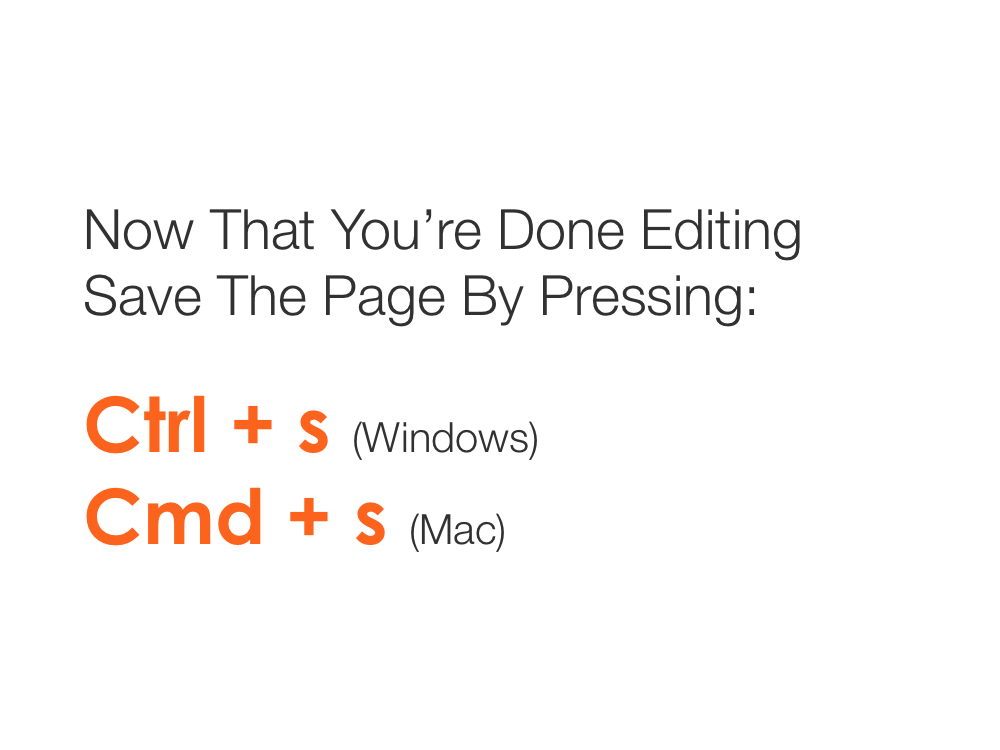 Now That You’re Done Editing
Save The Page By Pressing:
Ctrl + s (Windows)
Cmd + s (Mac)